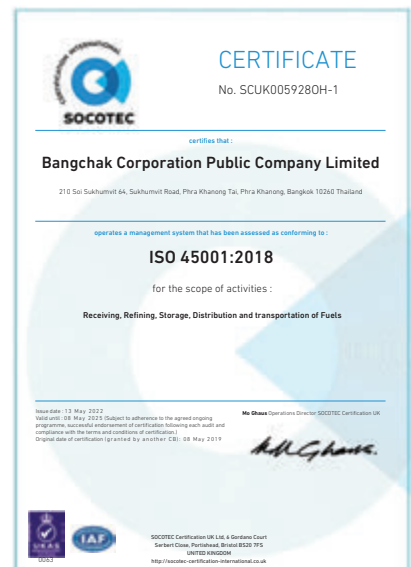 CERTIFICATION INTERNATIONAL
SOCOTEC
CERTIFICATE
No. SCUK005928OH-1
certifies that :
Bangchak Corporation Public Company Limited
210 Soi Sukhumvit 64, Sukhumvit Road, Phra Khanong Tai, Phra Khanong, Bangkok 10260 Thailand
operates a management system that has been assessed as conforming to :
ISO 45001:2018
for the scope of activities :
Receiving, Refining, Storage, Distribution and transportation of Fuels
Issue date : 13 May 2022
Valid until : 08 May 2025 (Subject to adherence to the agreed ongoing
programme, successful endorsement of certification following each audit and
compliance with the terms and conditions of certification.)
Original date of certification (granted by another CB): 08 May 2019
Mo Ghaus Operations Director SOCOTEC Certification UK
UKAS
0063
IAF
SOCOTEC Certification UK Ltd, 6 Gordano Court
Serbert Close, Portishead, Bristol BS20 7FS
UNITED KINGDOM
http://socotec-certification-international.co.uk